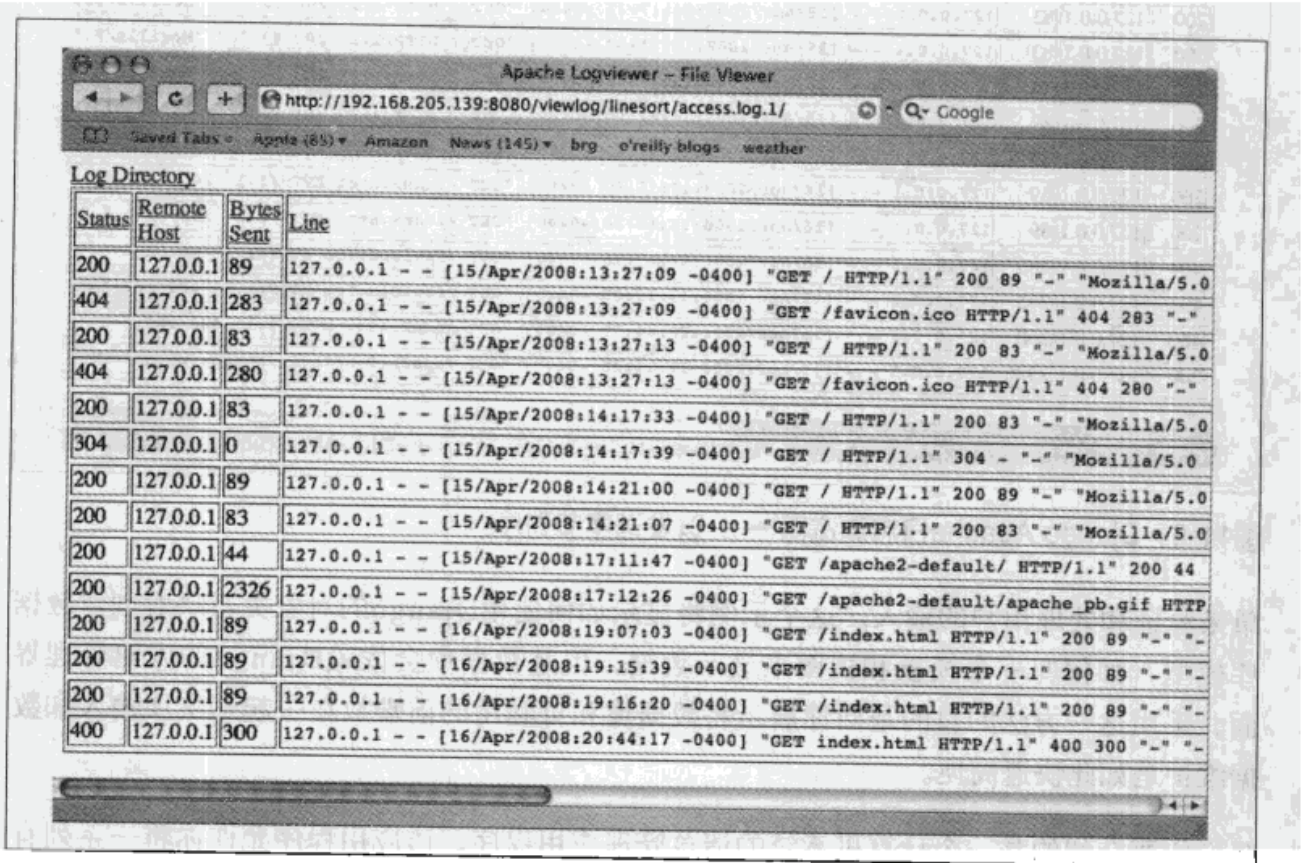 Apache Logviewer – File Viewer
http://192.168.205.139:8080/viewlog/linesort/access.log.1/
Google
Saved Tabs Apple (85) Amazon News (145) brg o'reilly blogs weather
Log Directory
Status Remote Host Bytes Sent Line
200 127.0.0.1 89 127.0.0.1 - - [15/Apr/2008:13:27:09 -0400] "GET / HTTP/1.1" 200 89 "-" "Mozilla/5.0
404 127.0.0.1 283 127.0.0.1 - - [15/Apr/2008:13:27:09 -0400] "GET /favicon.ico HTTP/1.1" 404 283 "-"
200 127.0.0.1 83 127.0.0.1 - - [15/Apr/2008:13:27:13 -0400] "GET / HTTP/1.1" 200 83 "-" "Mozilla/5.0
404 127.0.0.1 280 127.0.0.1 - - [15/Apr/2008:13:27:13 -0400] "GET /favicon.ico HTTP/1.1" 404 280 "-"
200 127.0.0.1 83 127.0.0.1 - - [15/Apr/2008:14:17:33 -0400] "GET / HTTP/1.1" 200 83 "-" "Mozilla/5.0
304 127.0.0.1 0 127.0.0.1 - - [15/Apr/2008:14:17:39 -0400] "GET / HTTP/1.1" 304 - "-" "Mozilla/5.0
200 127.0.0.1 89 127.0.0.1 - - [15/Apr/2008:14:21:00 -0400] "GET / HTTP/1.1" 200 89 "-" "Mozilla/5.0
200 127.0.0.1 83 127.0.0.1 - - [15/Apr/2008:14:21:07 -0400] "GET / HTTP/1.1" 200 83 "-" "Mozilla/5.0
200 127.0.0.1 44 127.0.0.1 - - [15/Apr/2008:17:11:47 -0400] "GET /apache2-default/ HTTP/1.1" 200 44
200 127.0.0.1 2326 127.0.0.1 - - [15/Apr/2008:17:12:26 -0400] "GET /apache2-default/apache_pb.gif HTTP
200 127.0.0.1 89 127.0.0.1 - - [16/Apr/2008:19:07:03 -0400] "GET /index.html HTTP/1.1" 200 89 "-" "-
200 127.0.0.1 89 127.0.0.1 - - [16/Apr/2008:19:15:39 -0400] "GET /index.html HTTP/1.1" 200 89 "-" "-
200 127.0.0.1 89 127.0.0.1 - - [16/Apr/2008:19:16:20 -0400] "GET /index.html HTTP/1.1" 200 89 "-" "-
400 127.0.0.1 300 127.0.0.1 - - [16/Apr/2008:20:44:17 -0400] "GET index.html HTTP/1.1" 400 300 "-" "-